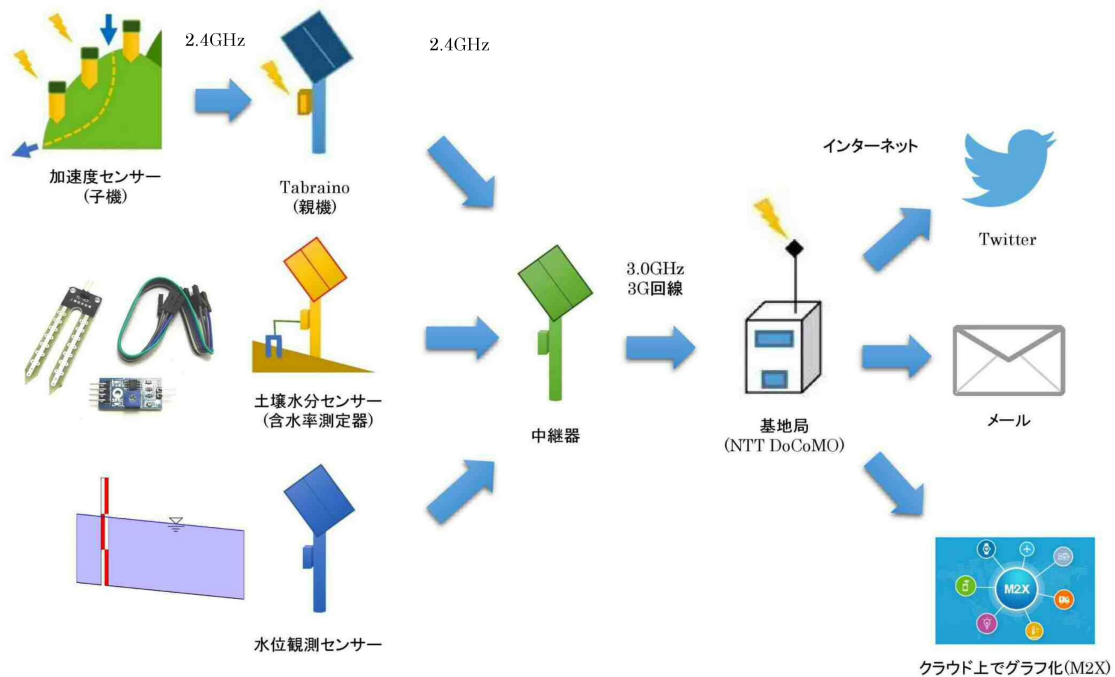 2.4GHz
2.4GHz
加速度センサー
(子機)
Tabraino
(親機)
インターネット
Twitter
3.0GHz
3G回線
土壌水分センサー
(含水率測定器)
中継器
基地局
(NTT DoCoMO)
メール
水位観測センサー
M2X
クラウド上でグラフ化(M2X)